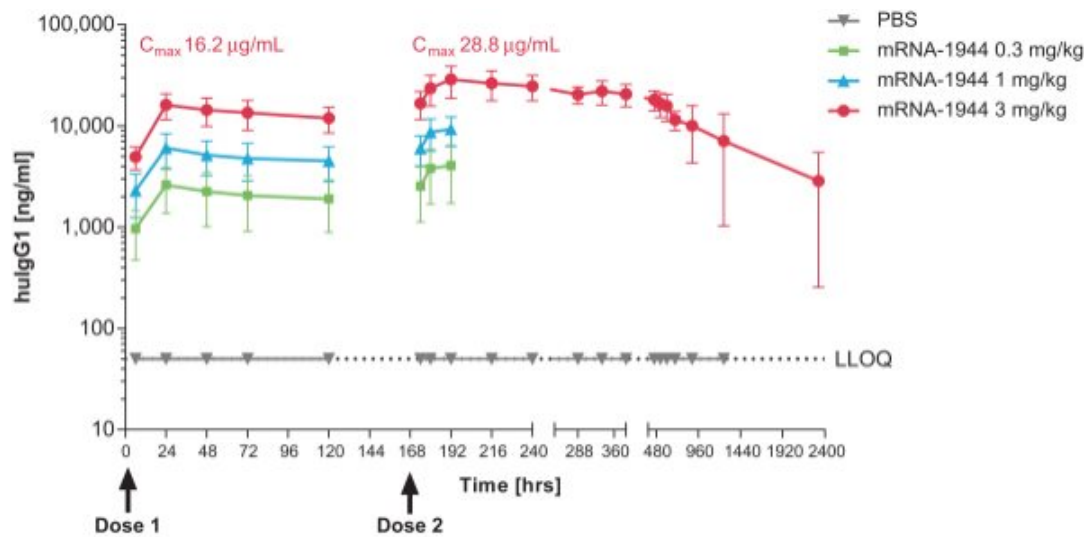 100,000
10,000
1,000
100
10
huIgG1 [ng/ml]
Cmax 16.2 μg/mL
Cmax 28.8 μg/mL
PBS
mRNA-1944 0.3 mg/kg
mRNA-1944 1 mg/kg
mRNA-1944 3 mg/kg
LLOQ
0 24 48 72 96 120 144 168 192 216 240 288 360 480 960 1440 1920 2400
Time [hrs]
Dose 1
Dose 2